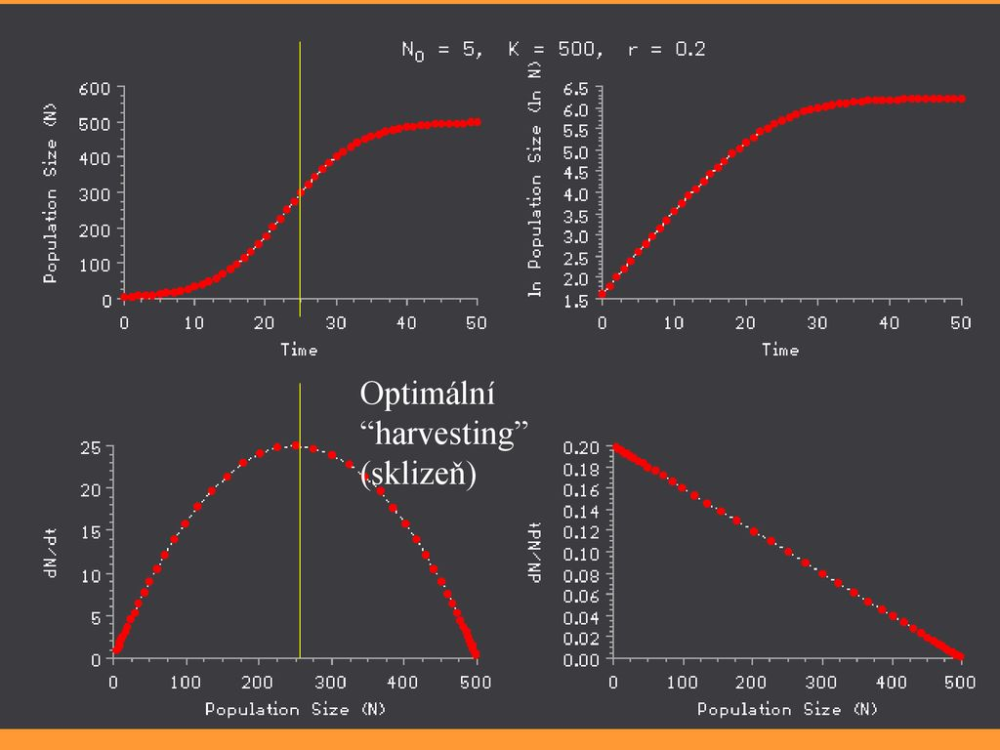 N0 = 5, K = 500, r = 0.2
Population Size (N)
600
500
400
300
200
100
0
0 10 20 30 40 50
Time
ln Population Size (ln N)
6.5
6.0
5.5
5.0
4.5
4.0
3.5
3.0
2.5
2.0
1.5
0 10 20 30 40 50
Time
Optimální
“harvesting”
(sklizeň)
dN/dt
25
20
15
10
5
0
0 100 200 300 400 500
Population Size (N)
dN/Ndt
0.20
0.18
0.16
0.14
0.12
0.10
0.08
0.06
0.04
0.02
0.00
0 100 200 300 400 500
Population Size (N)